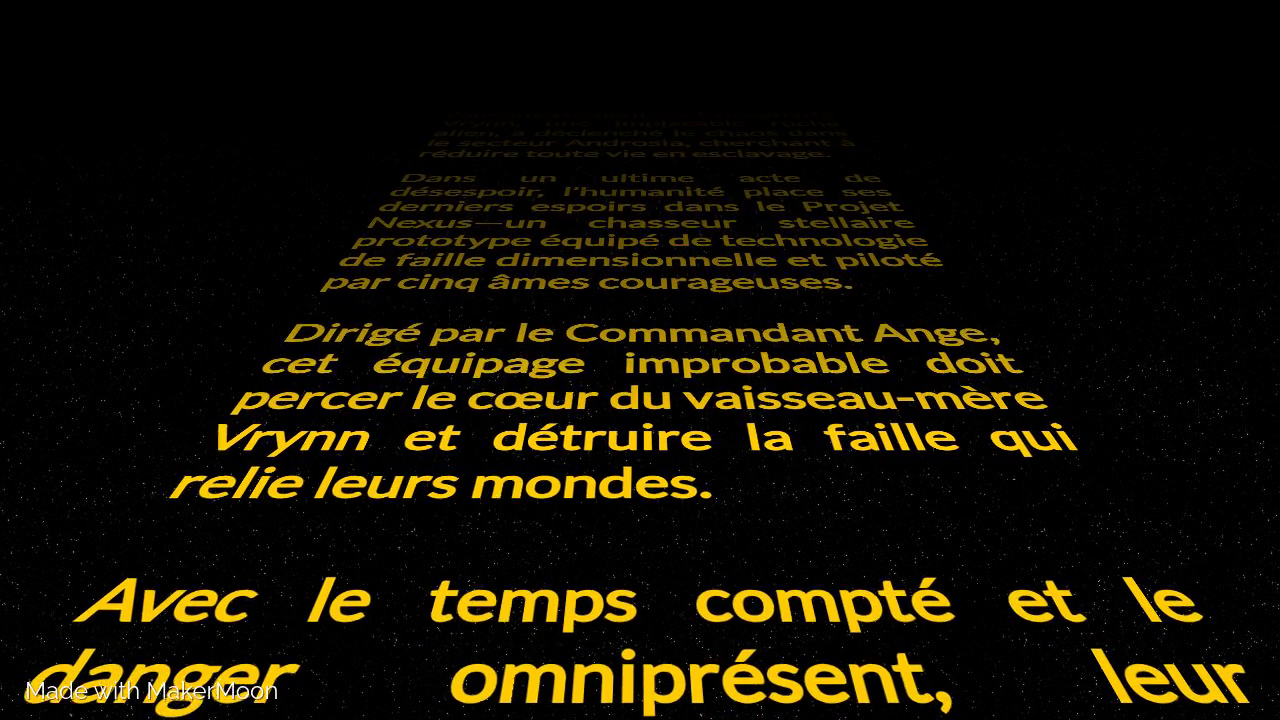 Vrynn, une implacable ruche
alien, a déclenché le chaos dans
le secteur Androsia, cherchant à
réduire toute vie en esclavage.
Dans un ultime acte de
désespoir, l'humanité place ses
derniers espoirs dans le Projet
Nexus—un chasseur stellaire
prototype équipé de technologie
de faille dimensionnelle et piloté
par cinq âmes courageuses.
Dirigé par le Commandant Ange,
cet équipage improbable doit
percer le cœur du vaisseau-mère
Vrynn et détruire la faille qui
relie leurs mondes.
Avec le temps compté et le
danger omniprésent, leur
Made with MakerMoon